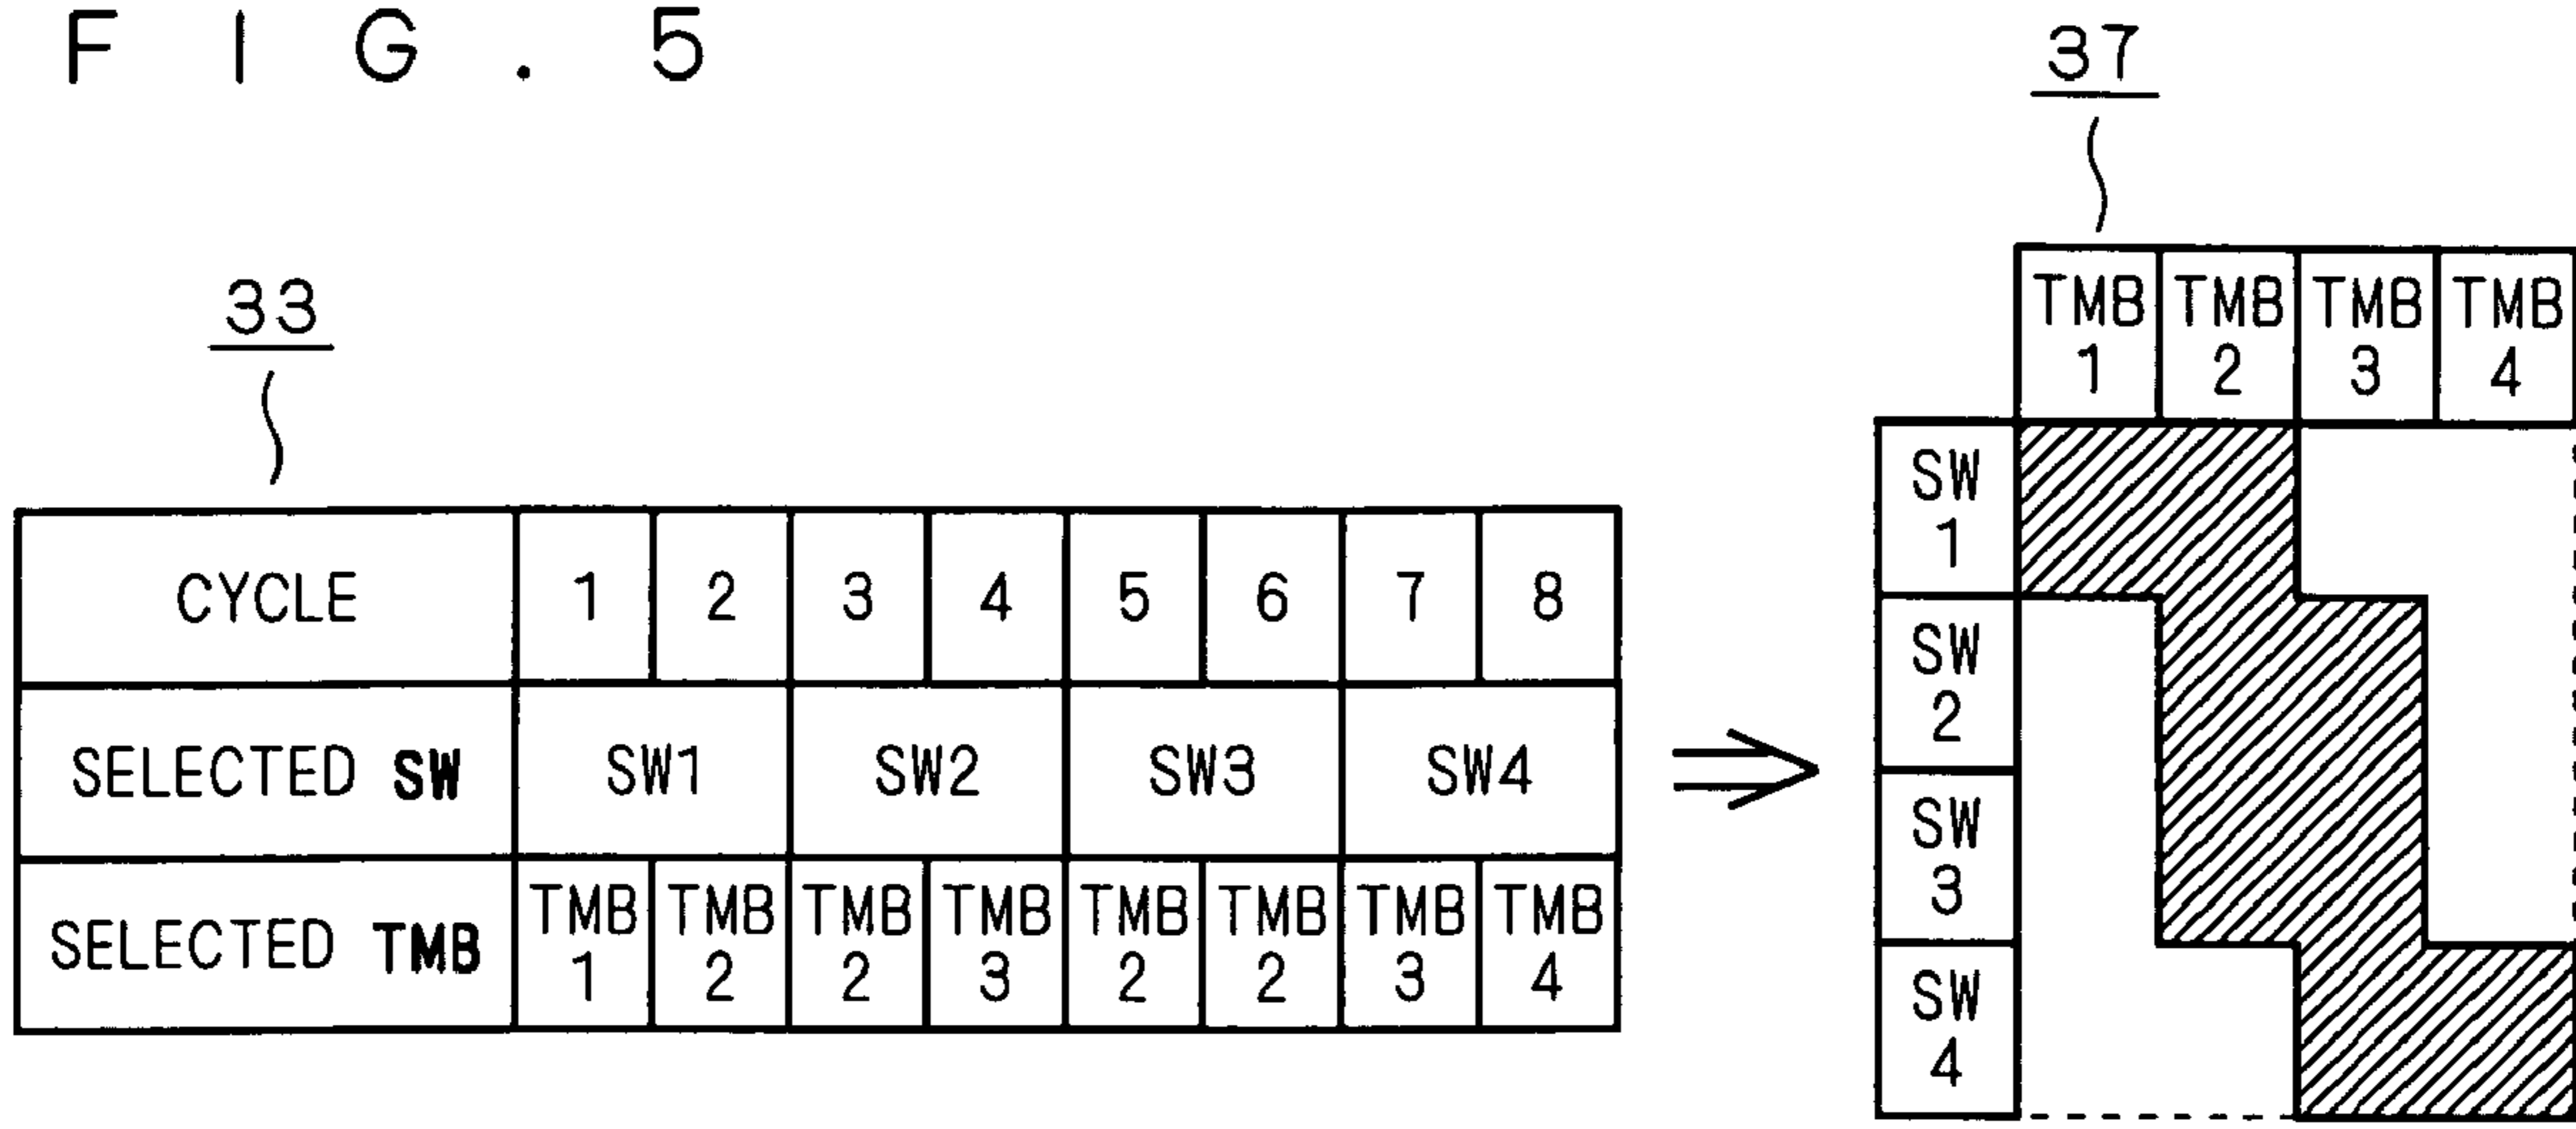 FIG. 5
37
33
TMB TMB TMB TMB
1 2 3 4
SW
1
SW
2
SW
3
SW
4
CYCLE 1 2 3 4 5 6 7 8
SELECTED SW SW1 SW2 SW3 SW4
SELECTED TMB TMB TMB TMB TMB TMB TMB TMB TMB
1 2 2 3 2 2 3 4